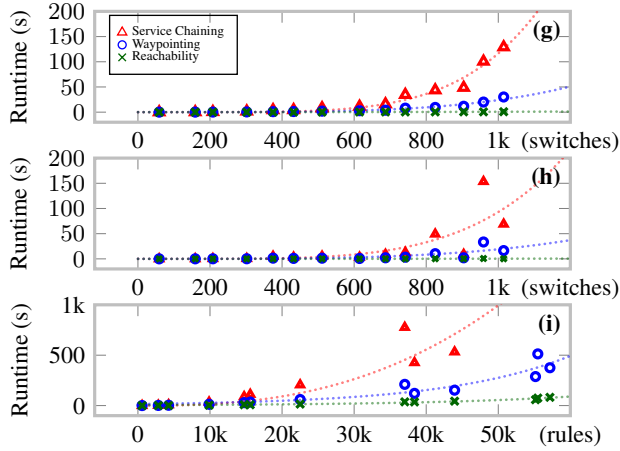 200
150
100
50
0
Runtime (s)
Service Chaining
Waypointing
Reachability
(g)
0 200 400 600 800 1k (switches)
200
150
100
50
0
Runtime (s)
(h)
0 200 400 600 800 1k (switches)
1k
500
0
Runtime (s)
(i)
0 10k 20k 30k 40k 50k (rules)